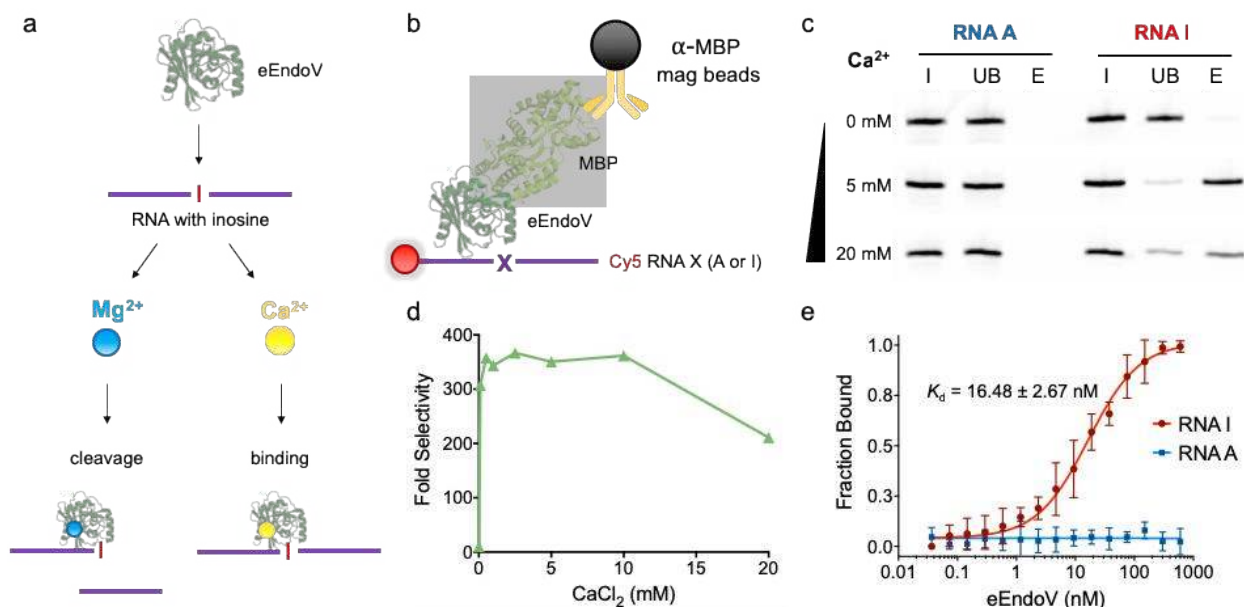 a
eEndoV
I
RNA with inosine
Mg²⁺
Ca²⁺
cleavage
binding
I
I
b
α-MBP
mag beads
MBP
eEndoV
X
Cy5 RNA X (A or I)
c
RNA A
RNA I
Ca²⁺
I UB E I UB E
0 mM
5 mM
20 mM
d
Fold Selectivity
400
300
200
100
0
0 5 10 15 20
CaCl₂ (mM)
e
Fraction Bound
1.0
0.8
0.5
0.3
0.0
K_d = 16.48 ± 2.67 nM
RNA I
RNA A
0.01 0.1 1 10 100 1000
eEndoV (nM)